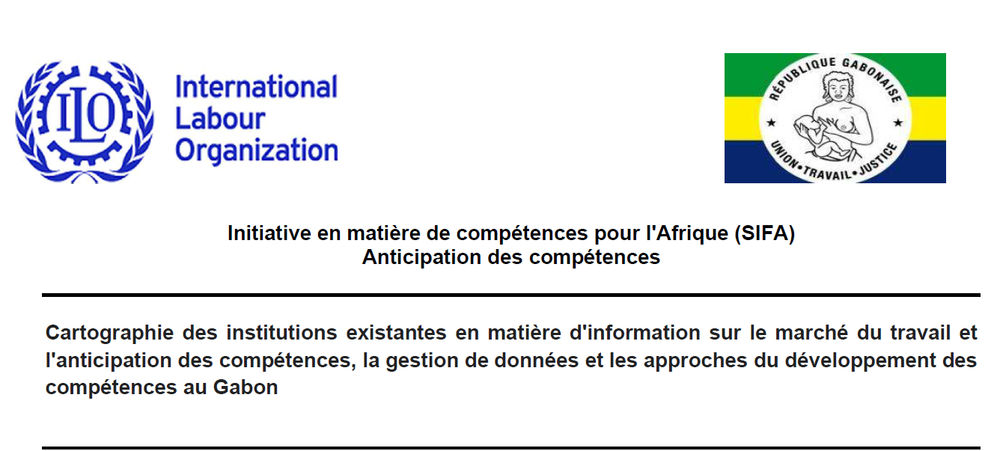 ILO
International
Labour
Organization
RÉPUBLIQUE GABONAISE
UNION • TRAVAIL • JUSTICE
Initiative en matière de compétences pour l'Afrique (SIFA)
Anticipation des compétences
Cartographie des institutions existantes en matière d'information sur le marché du travail et
l'anticipation des compétences, la gestion de données et les approches du développement des
compétences au Gabon